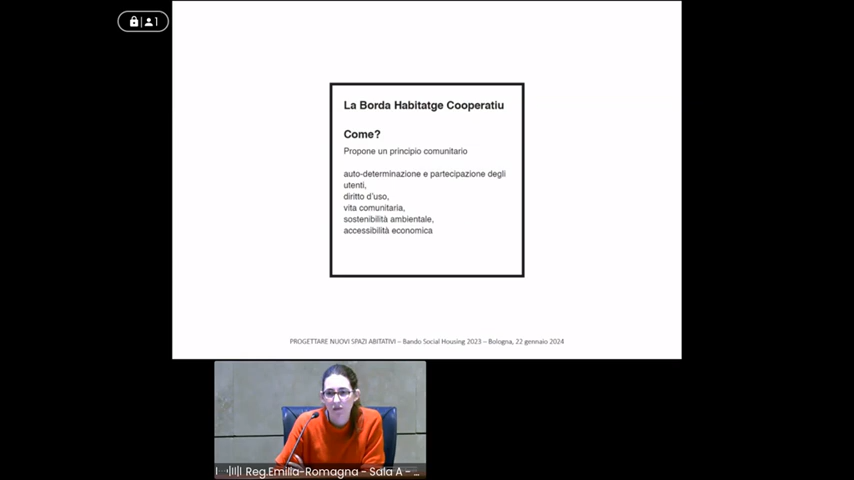 1
La Borda Habitatge Cooperatiu
Come?
Propone un principio comunitario
auto-determinazione e partecipazione degli
utenti,
diritto d'uso,
vita comunitaria,
sostenibilità ambientale,
accessibilità economica
PROGETTARE NUOVI SPAZI ABITATIVI – Bando Social Housing 2023 – Bologna, 22 gennaio 2024
Reg.Emilia-Romagna - Sala A - ...